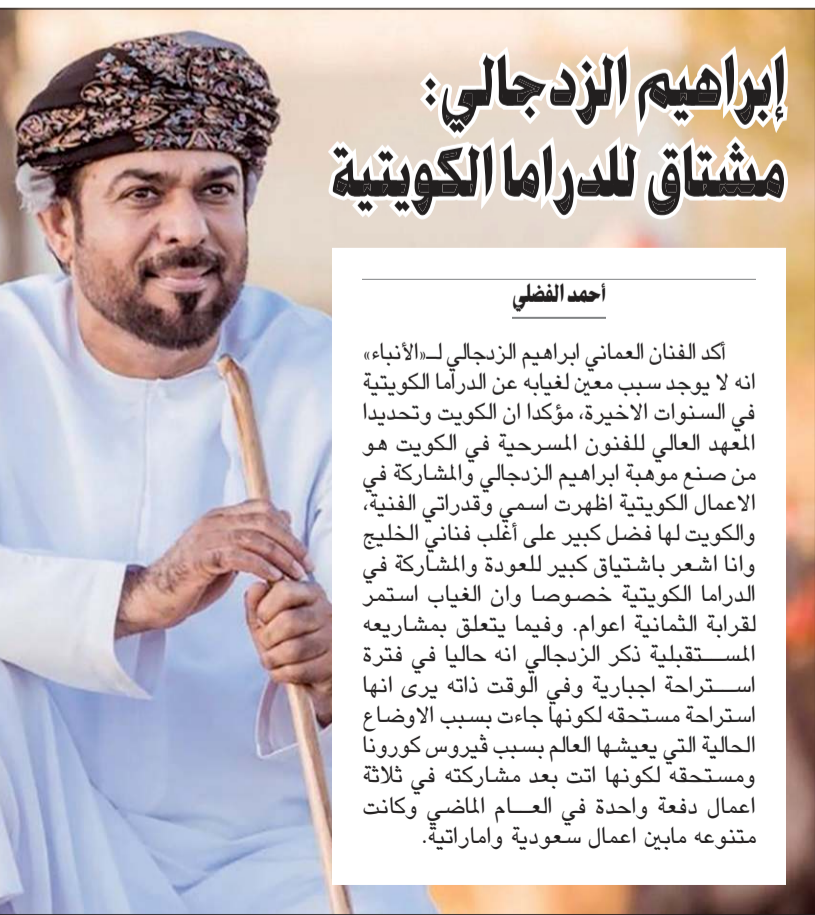 إبراهيم الزدجالي:
مشتاق للدراما الكويتية
أحمد الفضلي
أكد الفنان العماني ابراهيم الزدجالي لـ«الأنباء»
انه لا يوجد سبب معين لغيابه عن الدراما الكويتية
في السنوات الاخيرة، مؤكدا ان الكويت وتحديدا
المعهد العالي للفنون المسرحية في الكويت هو
من صنع موهبة ابراهيم الزدجالي والمشاركة في
الاعمال الكويتية اظهرت اسمي وقدراتي الفنية،
والكويت لها فضل كبير على أغلب فناني الخليج
وانا اشعر باشتياق كبير للعودة والمشاركة في
الدراما الكويتية خصوصا وان الغياب استمر
لقرابة الثمانية اعوام. وفيما يتعلق بمشاريعه
المستقبلية ذكر الزدجالي انه حاليا في فترة
استراحة اجبارية وفي الوقت ذاته يرى انها
استراحة مستحقه لكونها جاءت بسبب الاوضاع
الحالية التي يعيشها العالم بسبب ڤيروس كورونا
ومستحقه لكونها اتت بعد مشاركته في ثلاثة
اعمال دفعة واحدة في العام الماضي وكانت
متنوعه مابين اعمال سعودية واماراتية.